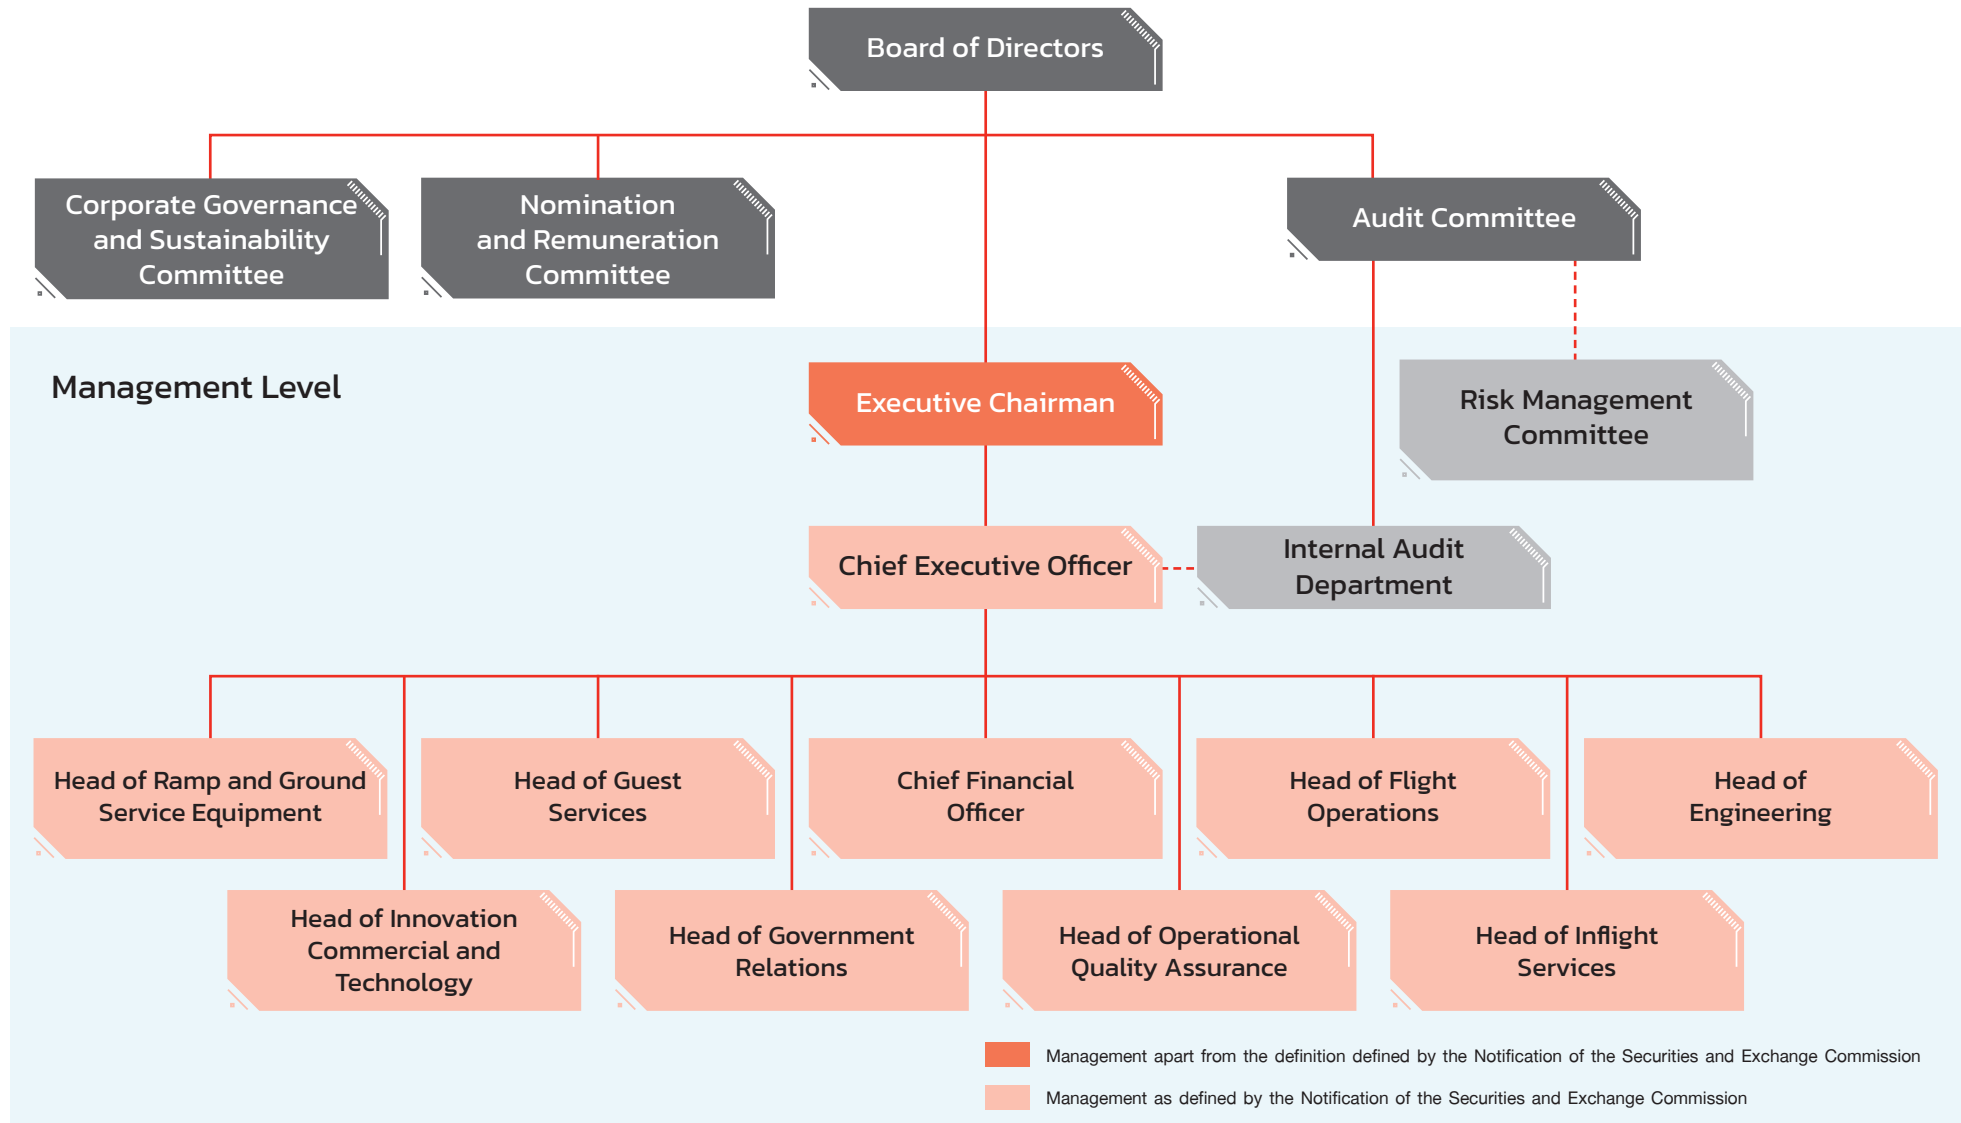 Board of Directors
Corporate Governance
and Sustainability
Committee
Nomination
and Remuneration
Committee
Audit Committee
Management Level
Executive Chairman
Risk Management
Committee
Chief Executive Officer
Internal Audit
Department
Head of Ramp and Ground
Service Equipment
Head of Guest
Services
Chief Financial
Officer
Head of Flight
Operations
Head of
Engineering
Head of Innovation
Commercial and
Technology
Head of Government
Relations
Head of Operational
Quality Assurance
Head of Inflight
Services
Management apart from the definition defined by the Notification of the Securities and Exchange Commission
Management as defined by the Notification of the Securities and Exchange Commission